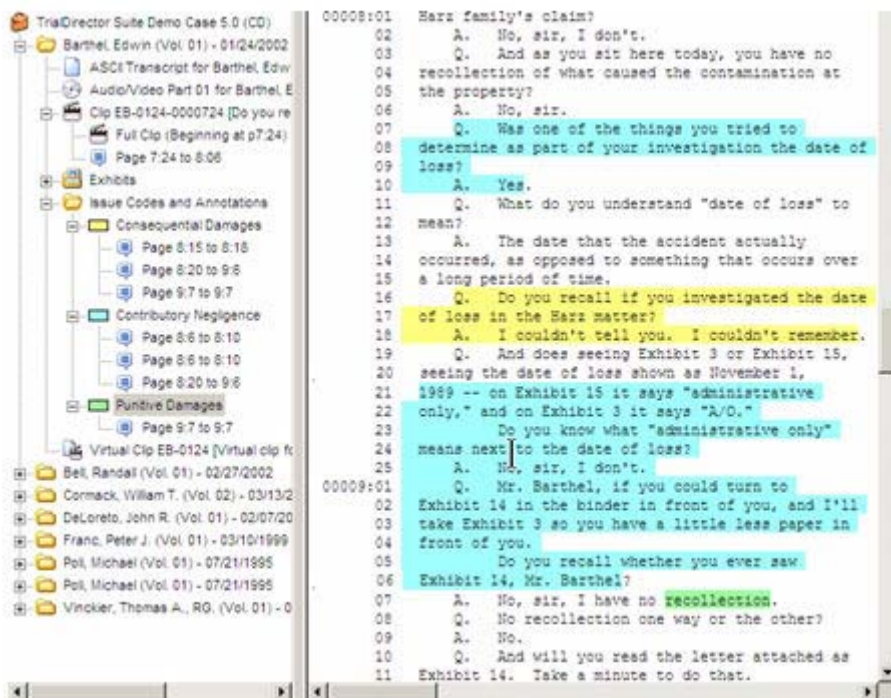 TrialDirector Suite Demo Case 5.0 (CD)
Barthel, Edwin (Vol. 01) - 01/24/2002
ASCII Transcript for Barthel, Edw
Audio/Video Part 01 for Barthel, E
Clip EB-0124-0000724 [Do you re
Full Clip (Beginning at p7:24)
Page 7:24 to 8:06
Exhibits
Issue Codes and Annotations
Consequential Damages
Page 8:15 to 8:18
Page 8:20 to 9:6
Page 9:7 to 9:7
Contributory Negligence
Page 8:6 to 8:10
Page 8:6 to 8:10
Page 8:20 to 9:6
Punitive Damages
Page 9:7 to 9:7
Virtual Clip EB-0124 [Virtual clip fo
Bell, Randall (Vol. 01) - 02/27/2002
Cormack, William T. (Vol. 02) - 03/13/2
DeLoreto, John R. (Vol. 01) - 02/07/20
Franc, Peter J. (Vol. 01) - 03/10/1999
Poli, Michael (Vol. 01) - 07/21/1995
Poli, Michael (Vol. 01) - 07/21/1995
Vinckier, Thomas A., RG. (Vol. 01) - 0
00008:01 Harz family's claim?
02 A. No, sir, I don't.
03 Q. And as you sit here today, you have no
04 recollection of what caused the contamination at
05 the property?
06 A. No, sir.
07 Q. Was one of the things you tried to
08 determine as part of your investigation the date of
09 loss?
10 A. Yes.
11 Q. What do you understand "date of loss" to
12 mean?
13 A. The date that the accident actually
14 occurred, as opposed to something that occurs over
15 a long period of time.
16 Q. Do you recall if you investigated the date
17 of loss in the Harz matter?
18 A. I couldn't tell you. I couldn't remember.
19 Q. And does seeing Exhibit 3 or Exhibit 15,
20 seeing the date of loss shown as November 1,
21 1989 -- on Exhibit 15 it says "administrative
22 only," and on Exhibit 3 it says "A/O."
23 Do you know what "administrative only"
24 means next to the date of loss?
25 A. No, sir, I don't.
00009:01 Q. Mr. Barthel, if you could turn to
02 Exhibit 14 in the binder in front of you, and I'll
03 take Exhibit 3 so you have a little less paper in
04 front of you.
05 Do you recall whether you ever saw
06 Exhibit 14, Mr. Barthel?
07 A. No, sir, I have no recollection.
08 Q. No recollection one way or the other?
09 A. No.
10 Q. And will you read the letter attached as
11 Exhibit 14. Take a minute to do that.